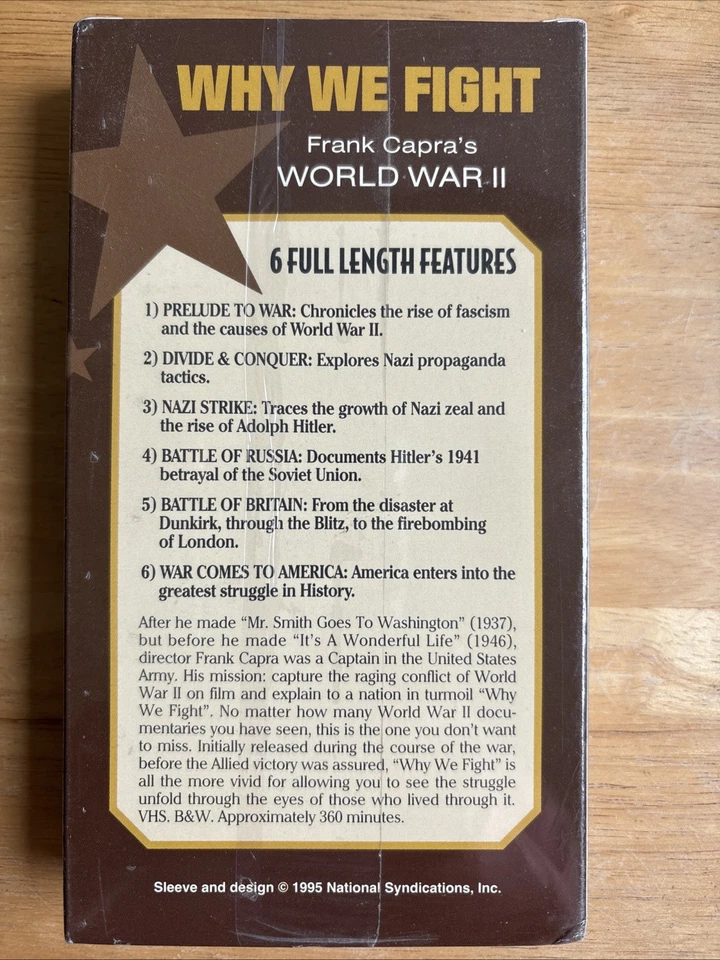 WHY WE FIGHT
Frank Capra's
WORLD WAR II
6 FULL LENGTH FEATURES
1) PRELUDE TO WAR: Chronicles the rise of fascism
and the causes of World War II.
2) DIVIDE & CONQUER: Explores Nazi propaganda
tactics.
3) NAZI STRIKE: Traces the growth of Nazi zeal and
the rise of Adolph Hitler.
4) BATTLE OF RUSSIA: Documents Hitler's 1941
betrayal of the Soviet Union.
5) BATTLE OF BRITAIN: From the disaster at
Dunkirk, through the Blitz, to the firebombing
of London.
6) WAR COMES TO AMERICA: America enters into the
greatest struggle in History.
After he made "Mr. Smith Goes To Washington" (1937),
but before he made "It's A Wonderful Life" (1946),
director Frank Capra was a Captain in the United States
Army. His mission: capture the raging conflict of World
War II on film and explain to a nation in turmoil "Why
We Fight". No matter how many World War II docu-
mentaries you have seen, this is the one you don't want
to miss. Initially released during the course of the war,
before the Allied victory was assured, "Why We Fight" is
all the more vivid for allowing you to see the struggle
unfold through the eyes of those who lived through it.
VHS. B&W. Approximately 360 minutes.
Sleeve and design © 1995 National Syndications, Inc.